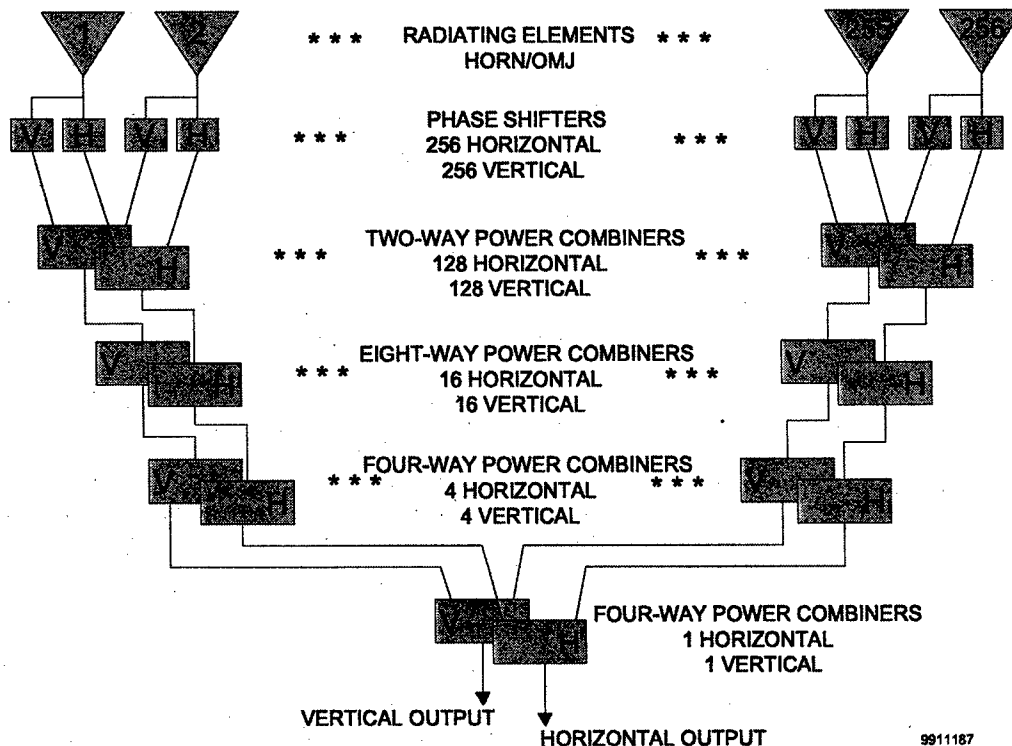 1 2 * * * RADIATING ELEMENTS * * * 255 256
HORN/OMJ
V H V H PHASE SHIFTERS V H V H
* * * 256 HORIZONTAL * * *
256 VERTICAL
V H TWO-WAY POWER COMBINERS V H
* * * 128 HORIZONTAL * * *
128 VERTICAL
V H EIGHT-WAY POWER COMBINERS V H
* * * 16 HORIZONTAL * * *
16 VERTICAL
V H FOUR-WAY POWER COMBINERS V H
* * * 4 HORIZONTAL * * *
4 VERTICAL
V H FOUR-WAY POWER COMBINERS
1 HORIZONTAL
1 VERTICAL
VERTICAL OUTPUT
HORIZONTAL OUTPUT
9911187